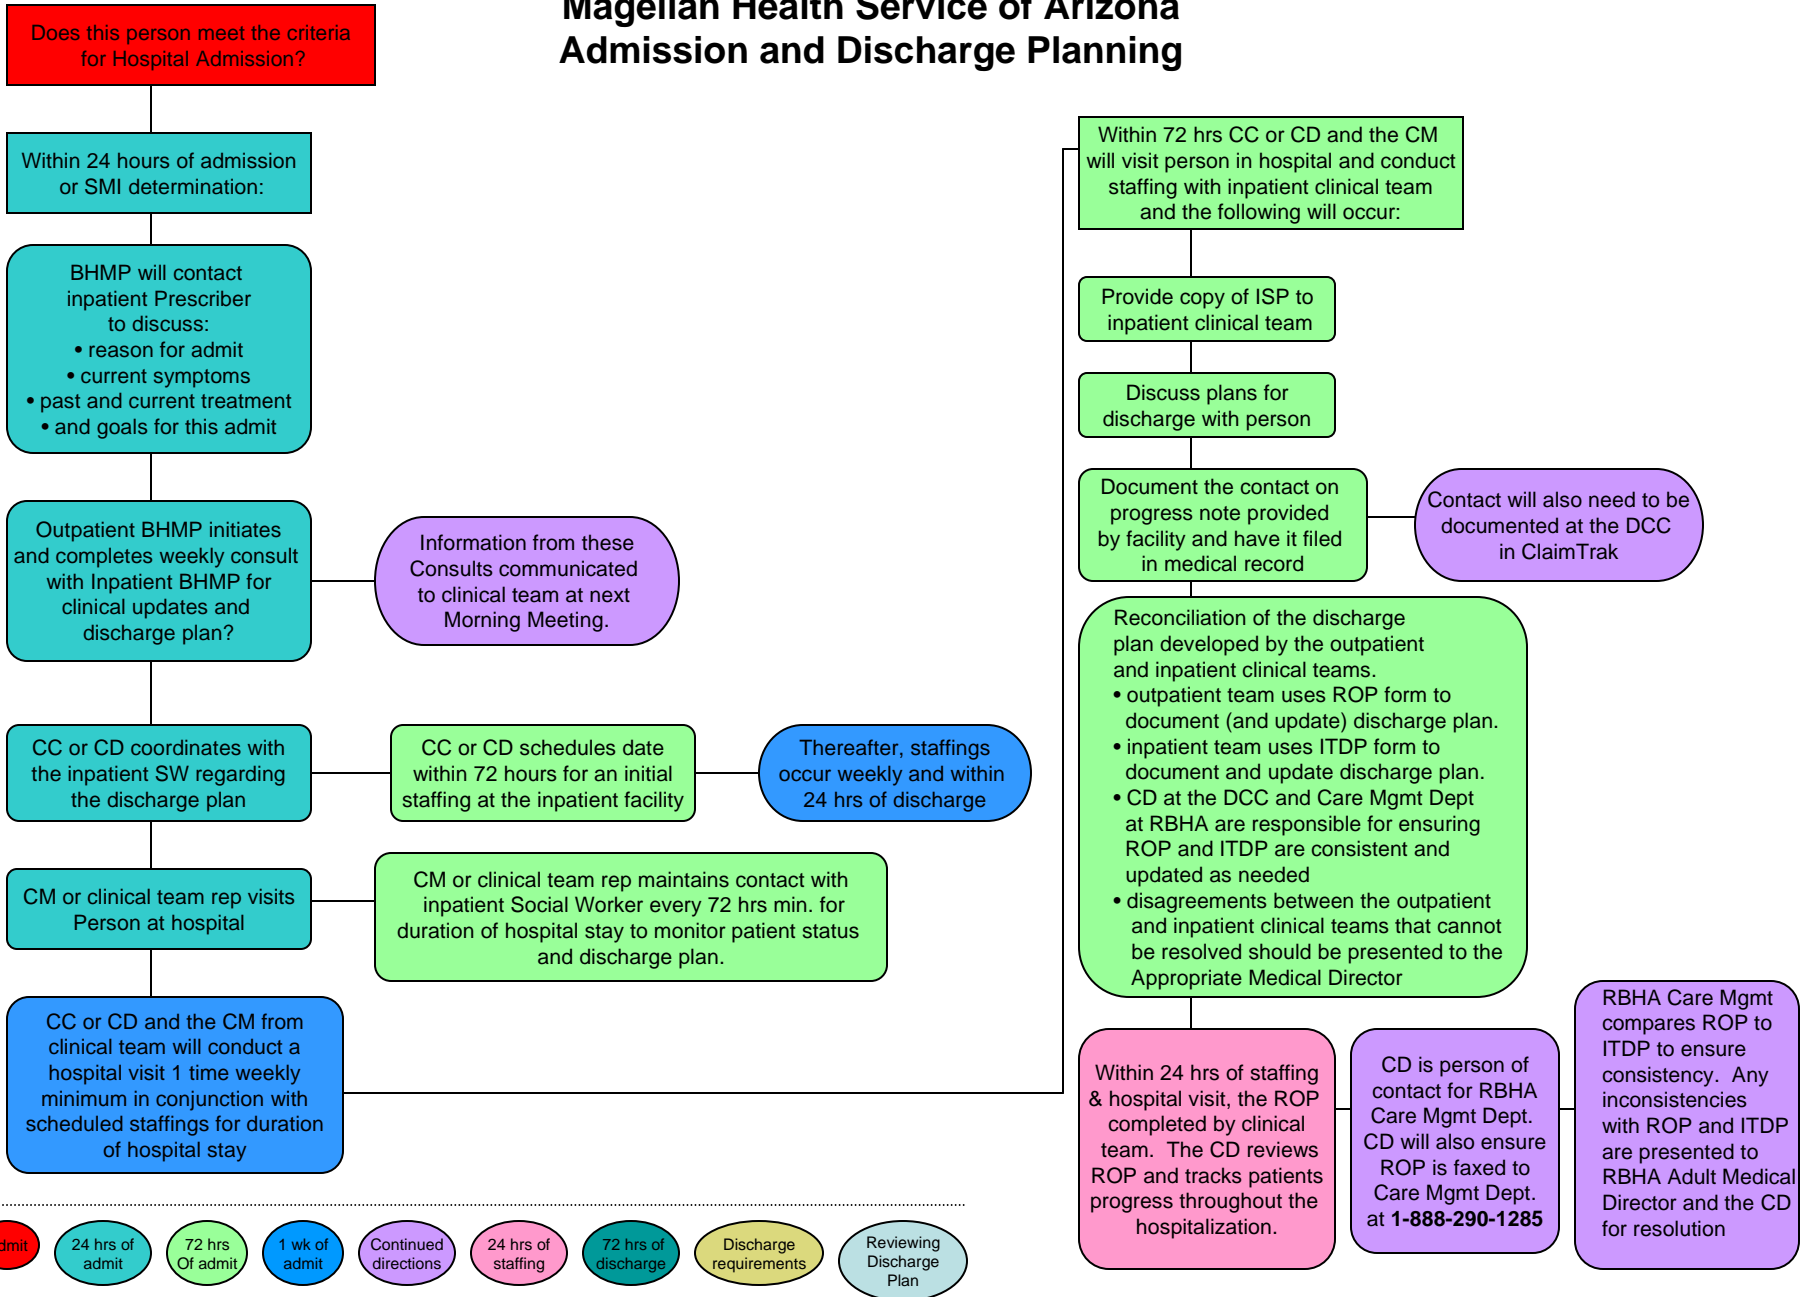 Magellan Health Service of Arizona
Admission and Discharge Planning
Does this person meet the criteria
for Hospital Admission?
Within 24 hours of admission
or SMI determination:
BHMP will contact
inpatient Prescriber
to discuss:
• reason for admit
• current symptoms
• past and current treatment
• and goals for this admit
Outpatient BHMP initiates
and completes weekly consult
with Inpatient BHMP for
clinical updates and
discharge plan?
Information from these
Consults communicated
to clinical team at next
Morning Meeting.
CC or CD coordinates with
the inpatient SW regarding
the discharge plan
CC or CD schedules date
within 72 hours for an initial
staffing at the inpatient facility
Thereafter, staffings
occur weekly and within
24 hrs of discharge
CM or clinical team rep visits
Person at hospital
CM or clinical team rep maintains contact with
inpatient Social Worker every 72 hrs min. for
duration of hospital stay to monitor patient status
and discharge plan.
CC or CD and the CM from
clinical team will conduct a
hospital visit 1 time weekly
minimum in conjunction with
scheduled staffings for duration
of hospital stay
Within 72 hrs CC or CD and the CM
will visit person in hospital and conduct
staffing with inpatient clinical team
and the following will occur:
Provide copy of ISP to
inpatient clinical team
Discuss plans for
discharge with person
Document the contact on
progress note provided
by facility and have it filed
in medical record
Contact will also need to be
documented at the DCC
in ClaimTrak
Reconciliation of the discharge
plan developed by the outpatient
and inpatient clinical teams.
• outpatient team uses ROP form to
document (and update) discharge plan.
• inpatient team uses ITDP form to
document and update discharge plan.
• CD at the DCC and Care Mgmt Dept
at RBHA are responsible for ensuring
ROP and ITDP are consistent and
updated as needed
• disagreements between the outpatient
and inpatient clinical teams that cannot
be resolved should be presented to the
Appropriate Medical Director
Within 24 hrs of staffing
& hospital visit, the ROP
completed by clinical
team. The CD reviews
ROP and tracks patients
progress throughout the
hospitalization.
CD is person of
contact for RBHA
Care Mgmt Dept.
CD will also ensure
ROP is faxed to
Care Mgmt Dept.
at 1-888-290-1285
RBHA Care Mgmt
compares ROP to
ITDP to ensure
consistency. Any
inconsistencies
with ROP and ITDP
are presented to
RBHA Adult Medical
Director and the CD
for resolution
24 hrs of
admit
72 hrs
Of admit
1 wk of
admit
Continued
directions
24 hrs of
staffing
72 hrs of
discharge
Discharge
requirements
Reviewing
Discharge
Plan